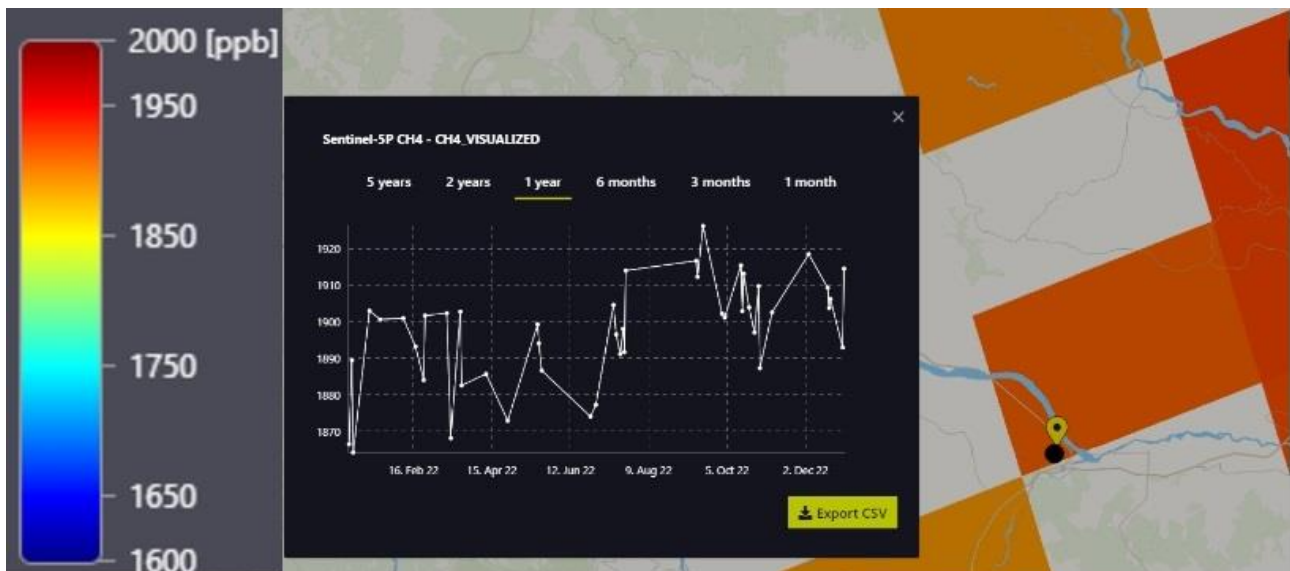 2000 [ppb]
1950
1850
1750
1650
1600
Sentinel-5P CH4 - CH4_VISUALIZED
5 years 2 years 1 year 6 months 3 months 1 month
1920
1910
1900
1890
1880
1870
16. Feb 22 15. Apr 22 12. Jun 22 9. Aug 22 5. Oct 22 2. Dec 22
Export CSV